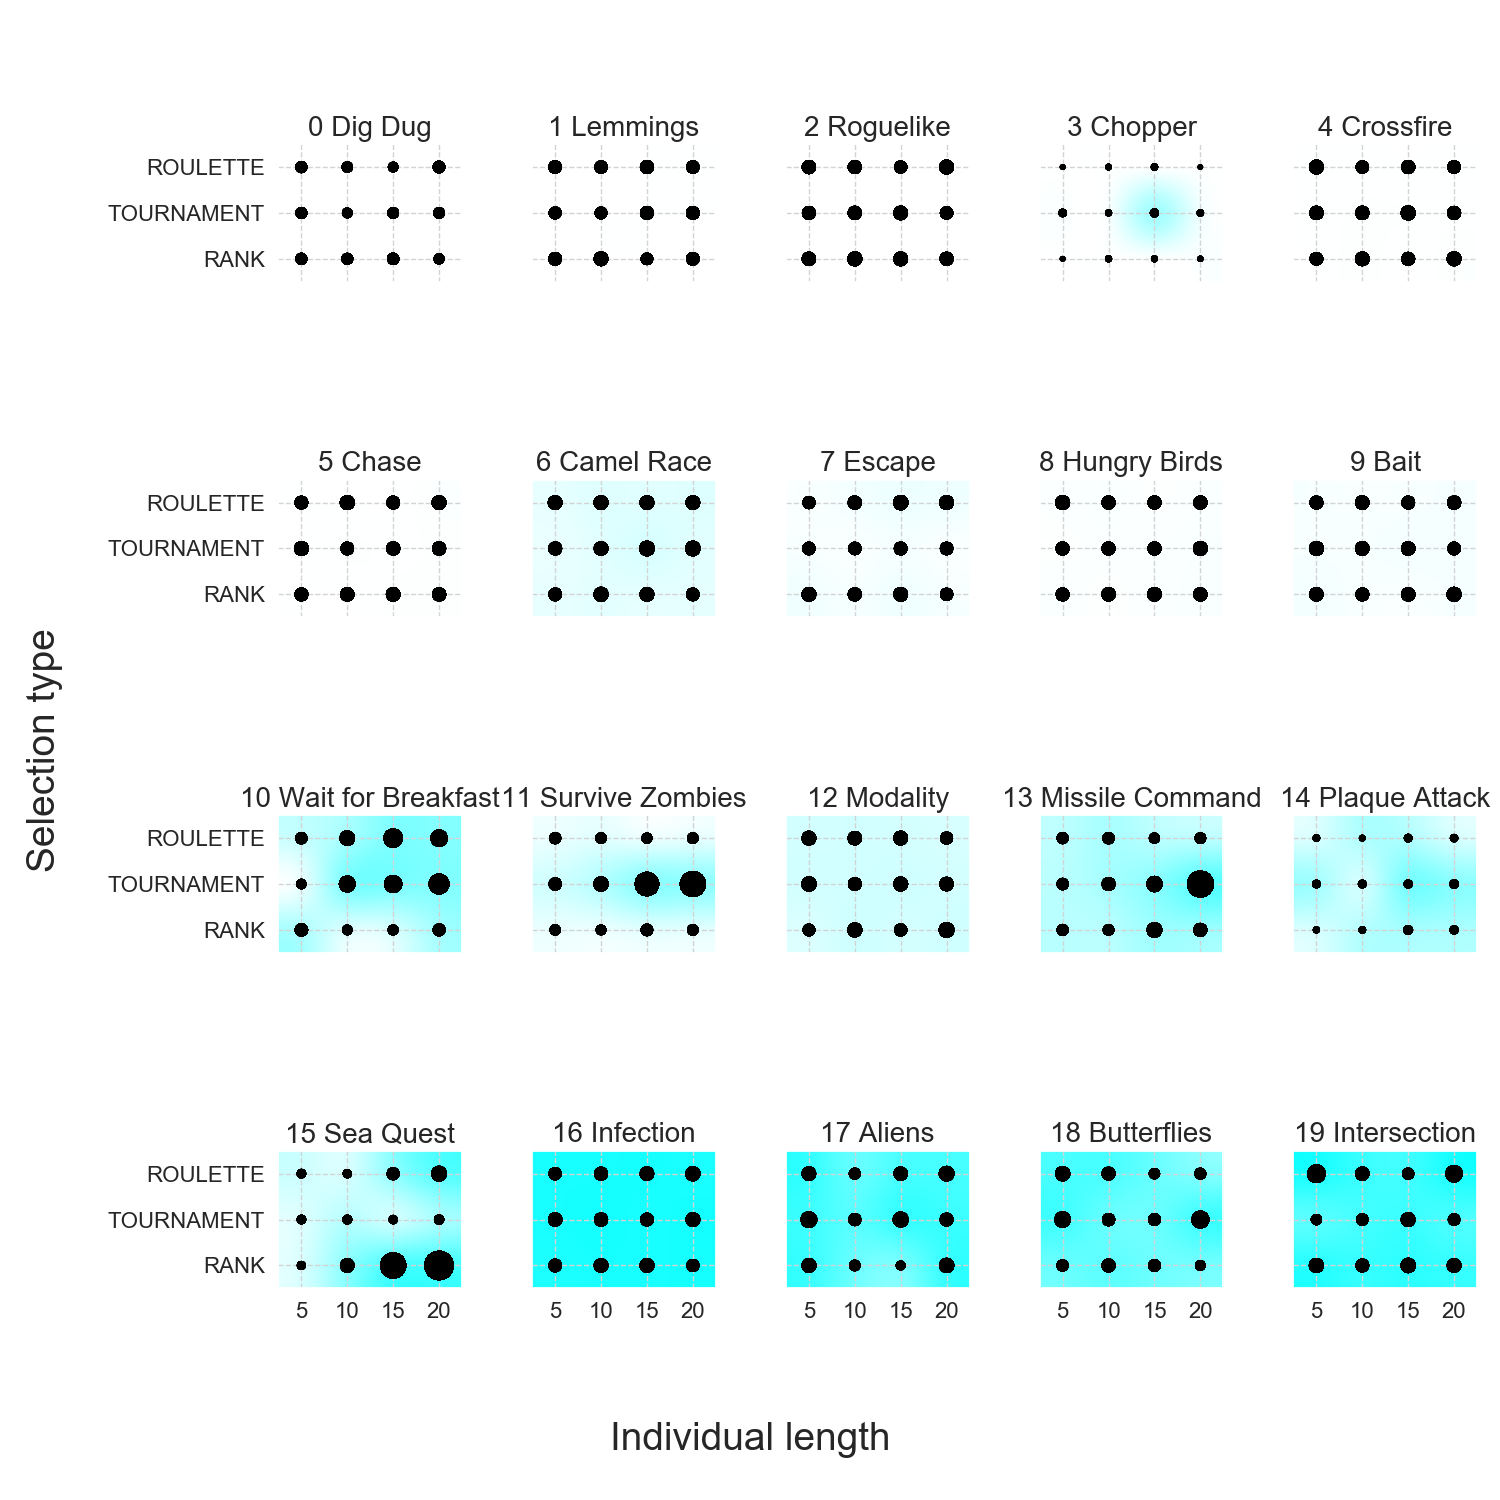 0 Dig Dug
1 Lemmings
2 Roguelike
3 Chopper
4 Crossfire
ROULETTE
TOURNAMENT
RANK
5 Chase
6 Camel Race
7 Escape
8 Hungry Birds
9 Bait
ROULETTE
TOURNAMENT
RANK
Selection type
10 Wait for Breakfast
11 Survive Zombies
12 Modality
13 Missile Command
14 Plaque Attack
ROULETTE
TOURNAMENT
RANK
15 Sea Quest
16 Infection
17 Aliens
18 Butterflies
19 Intersection
ROULETTE
TOURNAMENT
RANK
5 10 15 20
5 10 15 20
5 10 15 20
5 10 15 20
5 10 15 20
Individual length